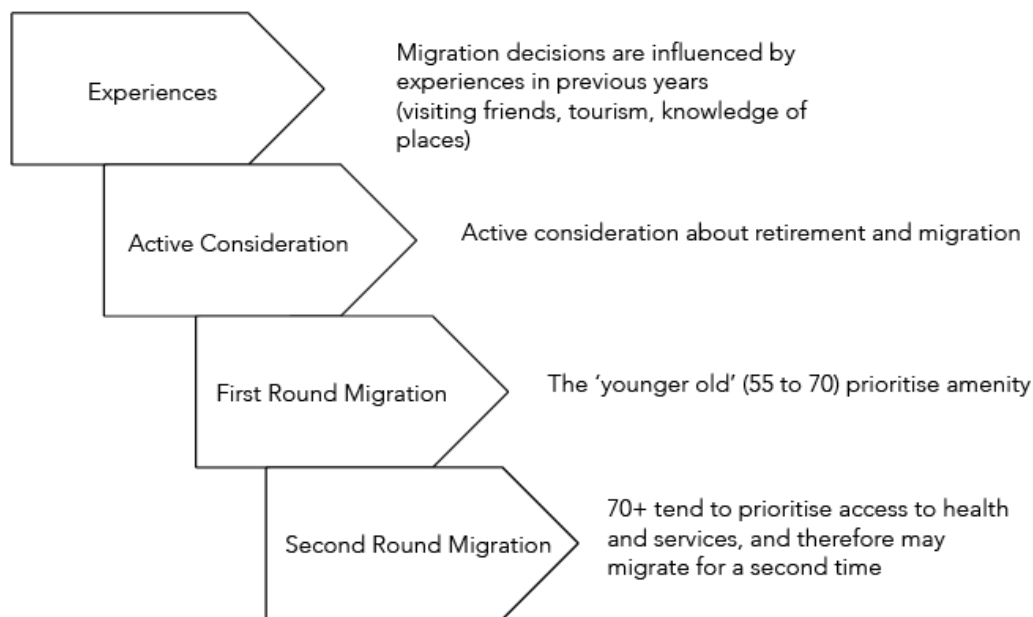 Experiences
Migration decisions are influenced by
experiences in previous years
(visiting friends, tourism, knowledge of
places)
Active Consideration
Active consideration about retirement and migration
First Round Migration
The ‘younger old’ (55 to 70) prioritise amenity
Second Round Migration
70+ tend to prioritise access to health
and services, and therefore may
migrate for a second time